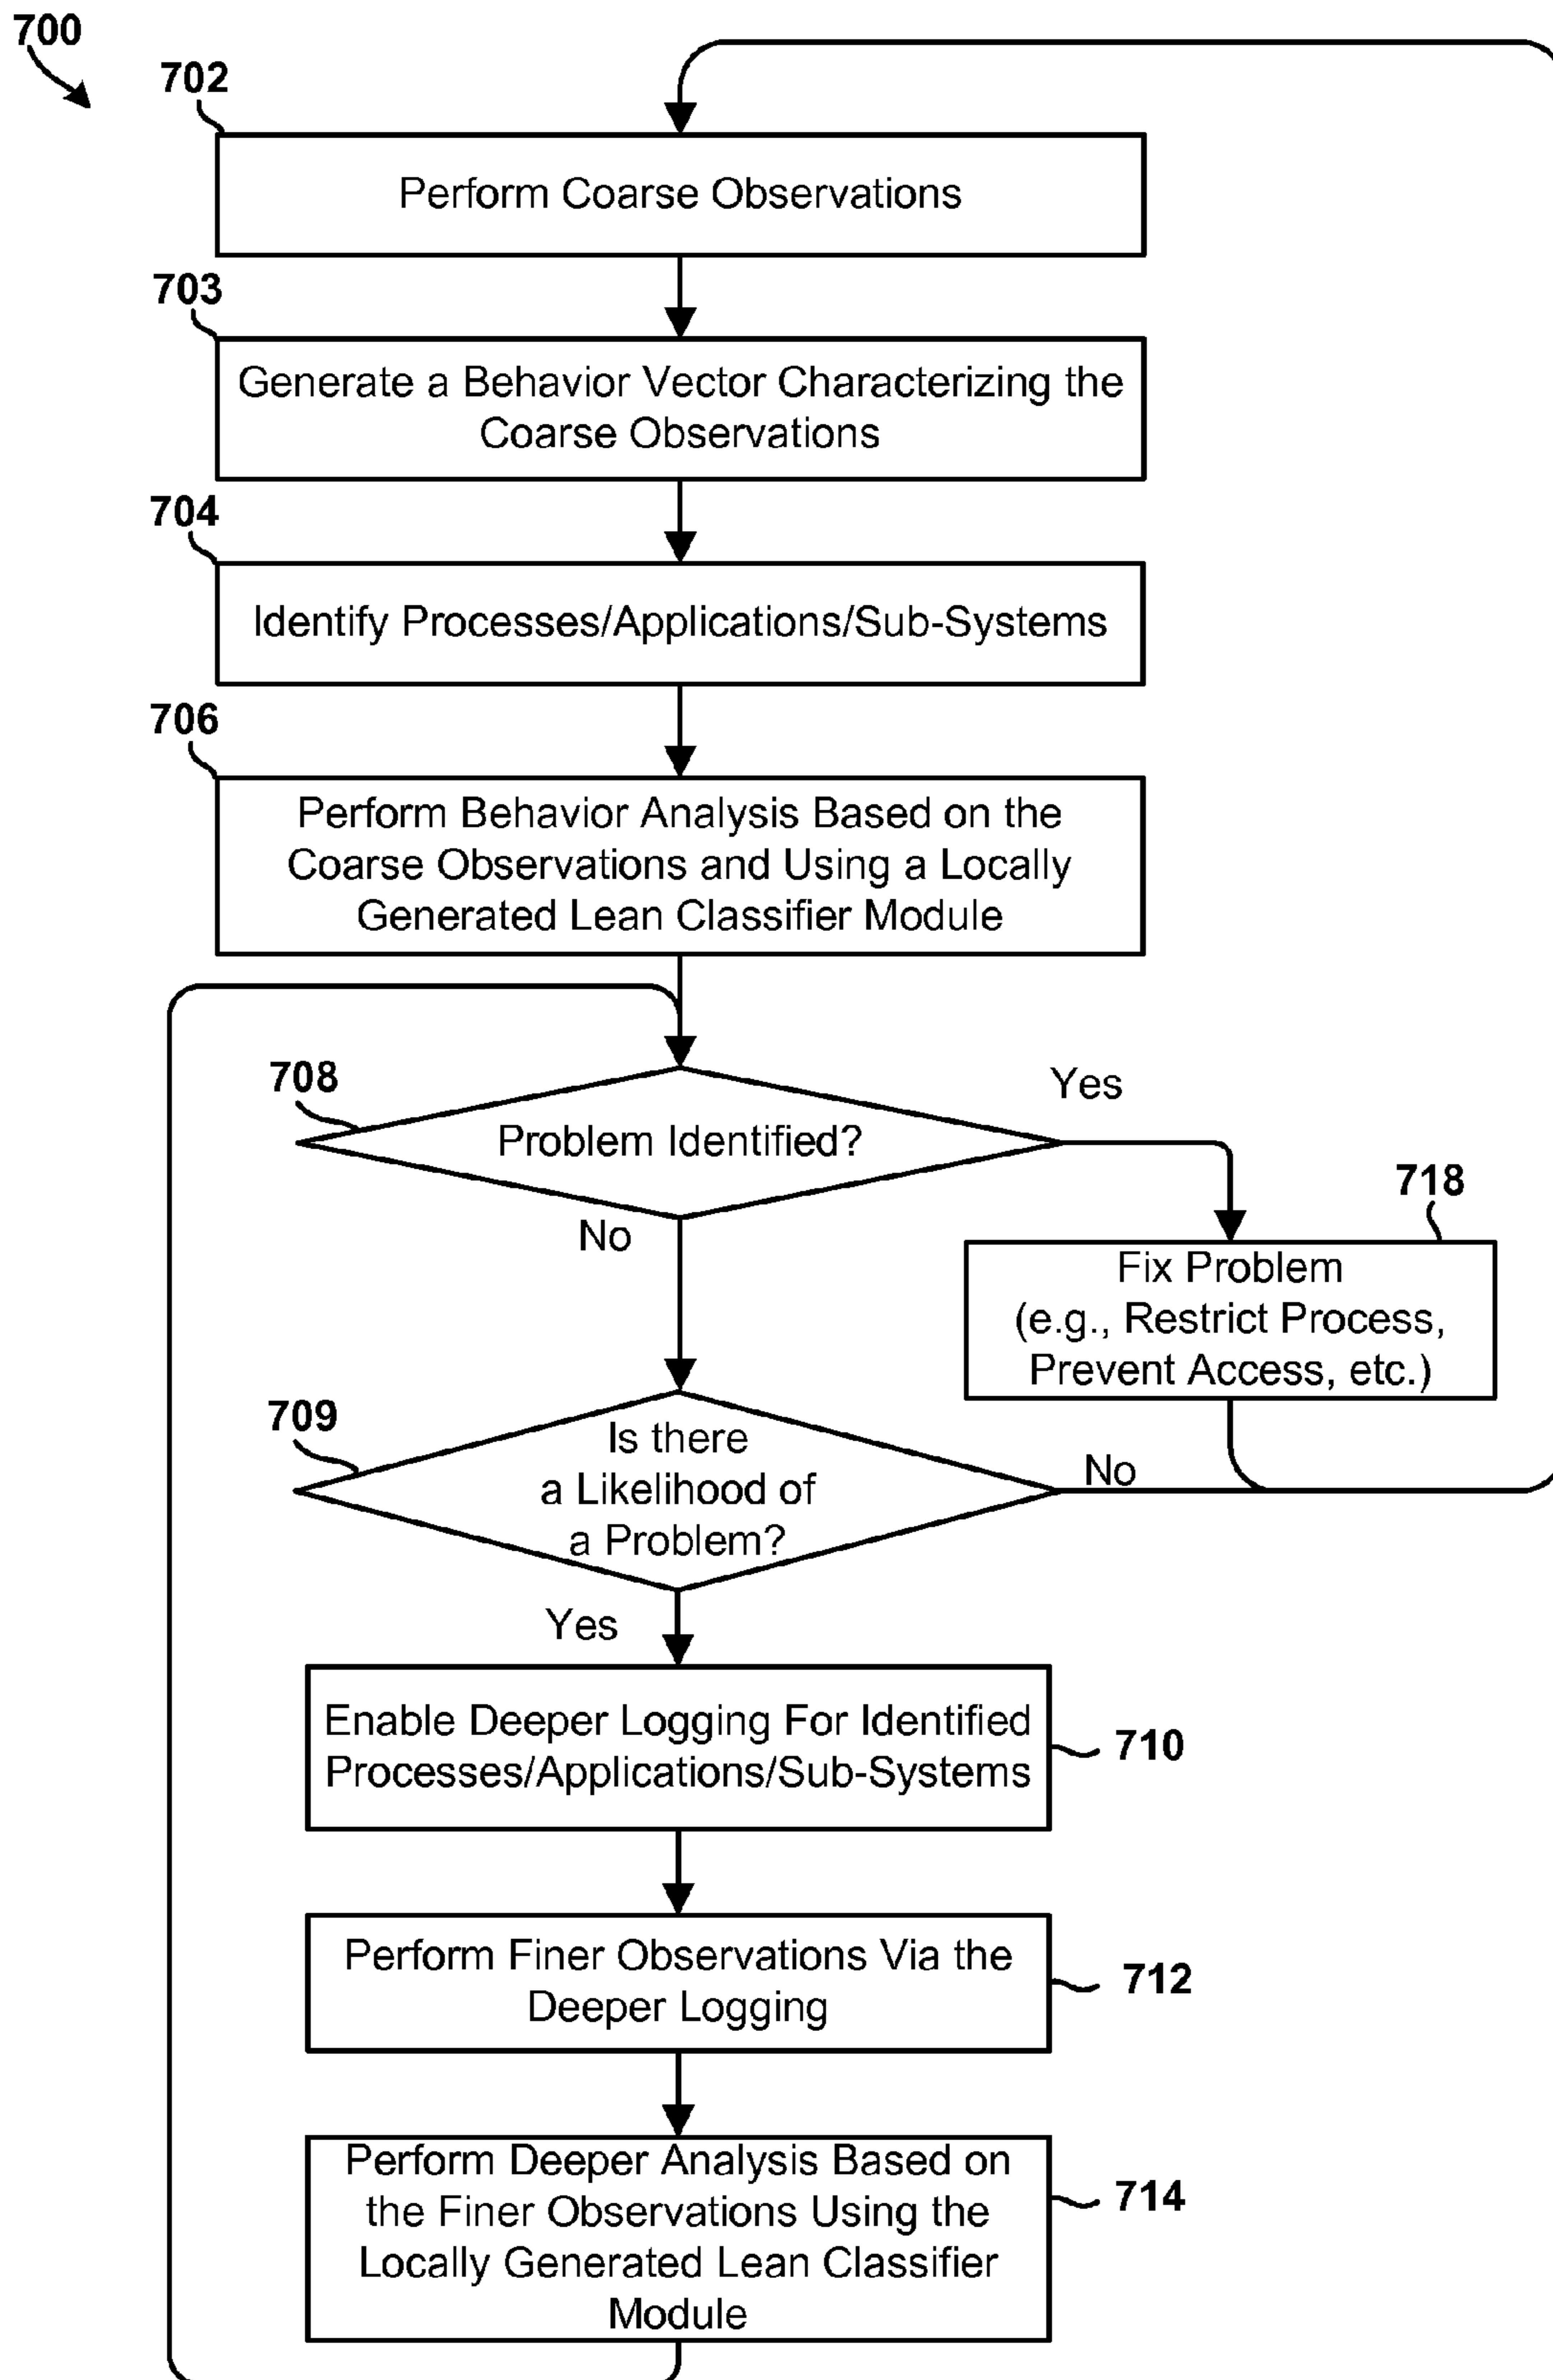 700
702
Perform Coarse Observations
703
Generate a Behavior Vector Characterizing the
Coarse Observations
704
Identify Processes/Applications/Sub-Systems
706
Perform Behavior Analysis Based on the
Coarse Observations and Using a Locally
Generated Lean Classifier Module
708
Problem Identified?
Yes
No
718
Fix Problem
(e.g., Restrict Process,
Prevent Access, etc.)
709
Is there
a Likelihood of
a Problem?
No
Yes
Enable Deeper Logging For Identified
Processes/Applications/Sub-Systems
710
Perform Finer Observations Via the
Deeper Logging
712
Perform Deeper Analysis Based on
the Finer Observations Using the
Locally Generated Lean Classifier
Module
714